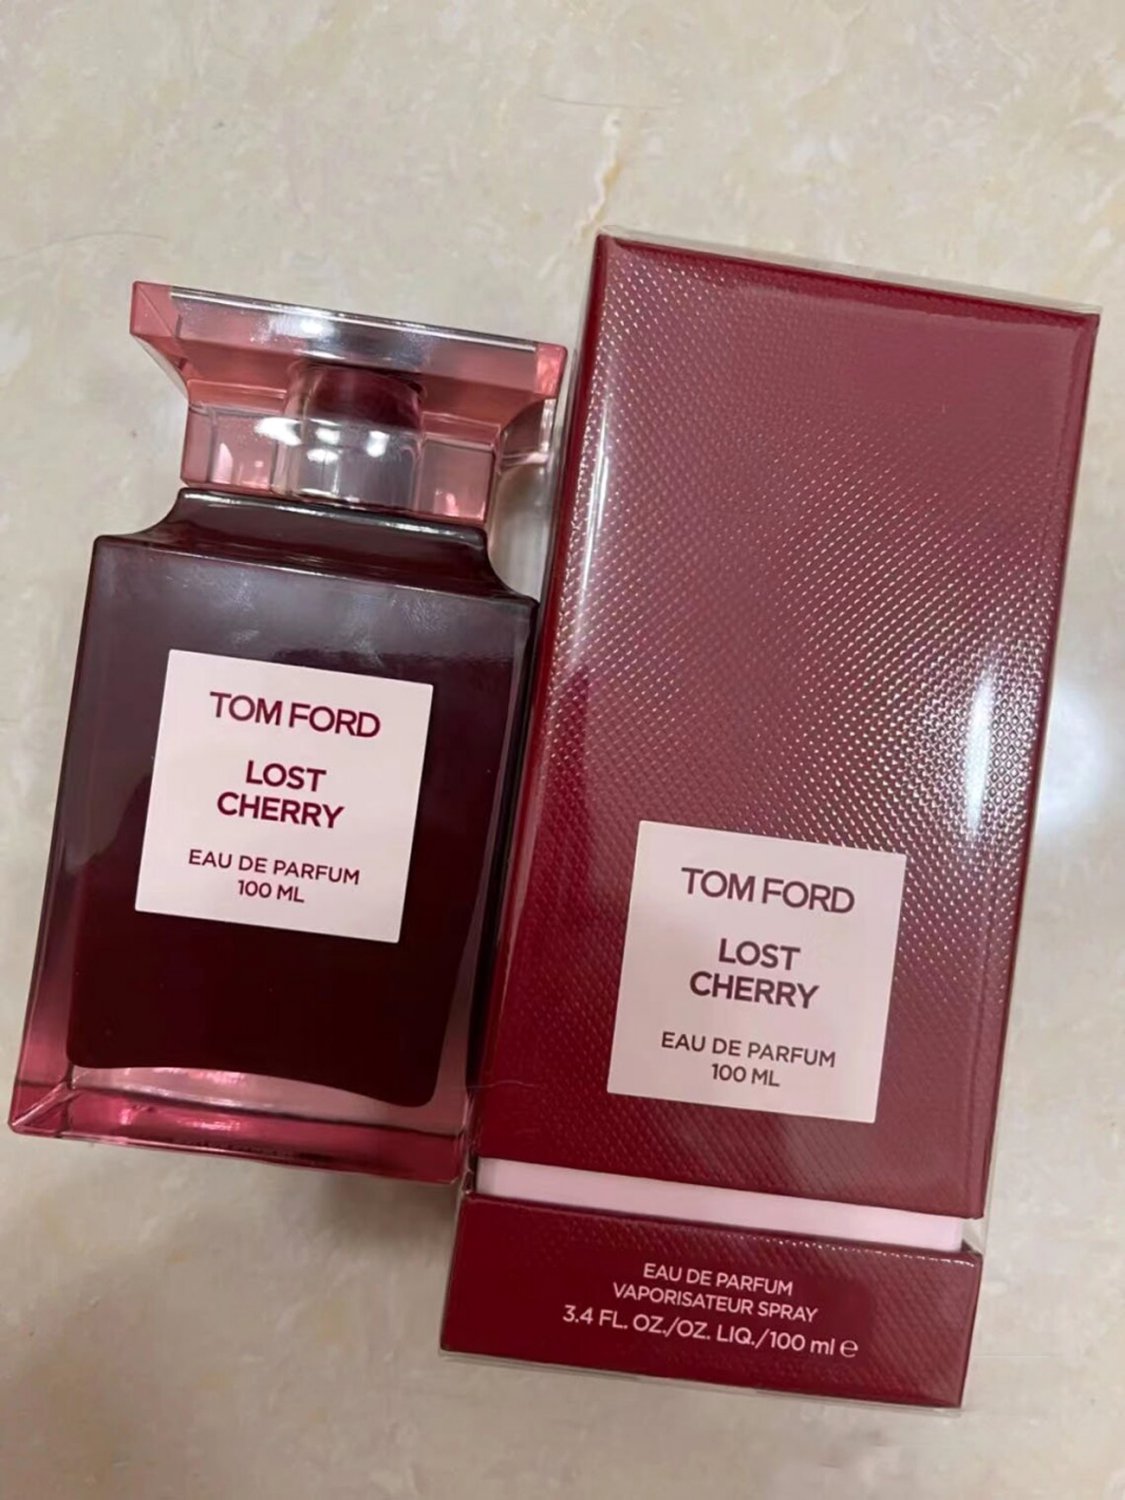 TOM FORD
LOST
CHERRY
EAU DE PARFUM
100 ML
TOM FORD
LOST
CHERRY
EAU DE PARFUM
100 ML
EAU DE PARFUM
VAPORISATEUR SPRAY
3.4 FL. OZ./OZ. LIQ./100 ml ℮